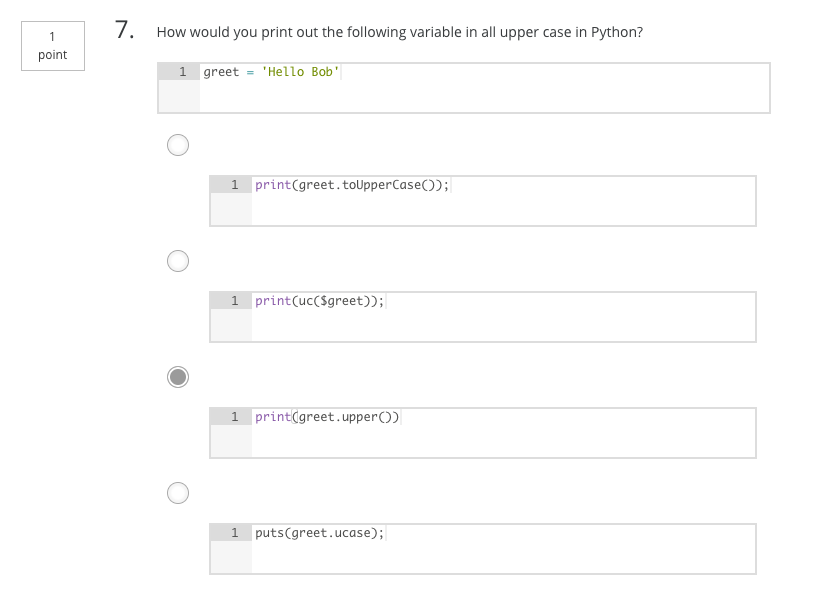 1
point
7. How would you print out the following variable in all upper case in Python?
1 greet = 'Hello Bob'
1 print(greet.toUpperCase());
1 print(uc($greet));
1 print(greet.upper())
1 puts(greet.ucase);